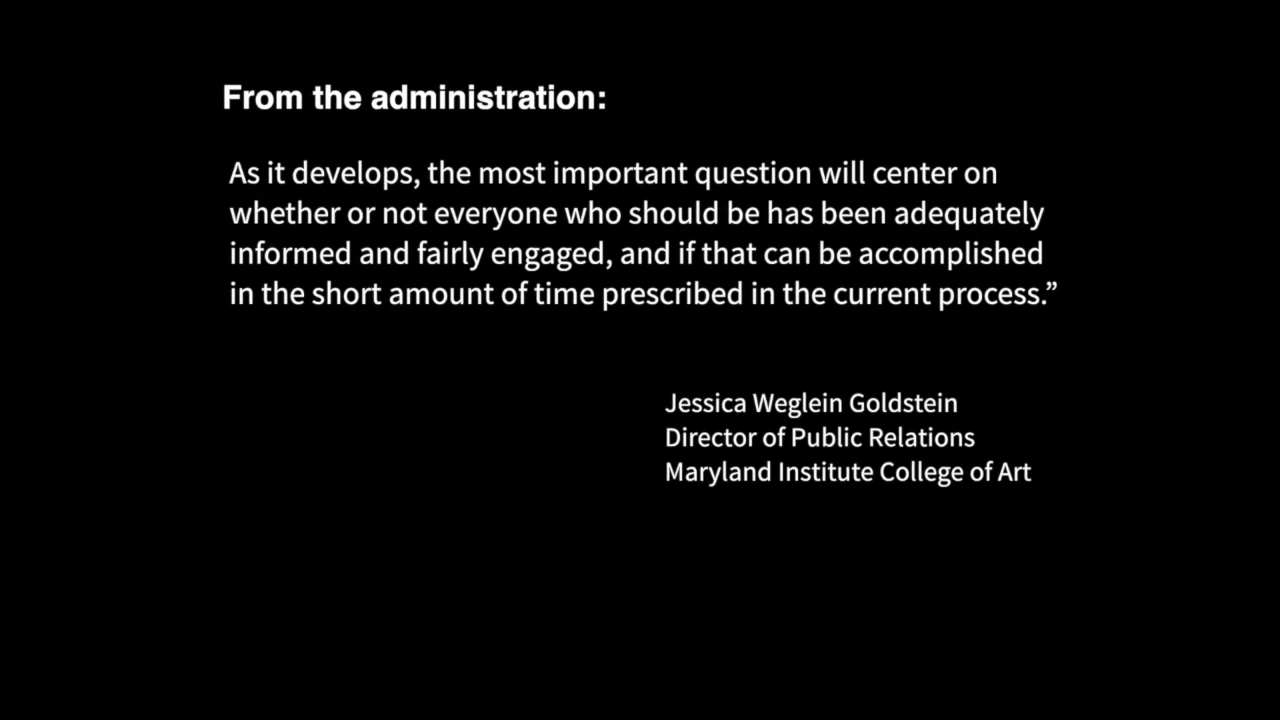 From the administration:
As it develops, the most important question will center on
whether or not everyone who should be has been adequately
informed and fairly engaged, and if that can be accomplished
in the short amount of time prescribed in the current process.”
Jessica Weglein Goldstein
Director of Public Relations
Maryland Institute College of Art